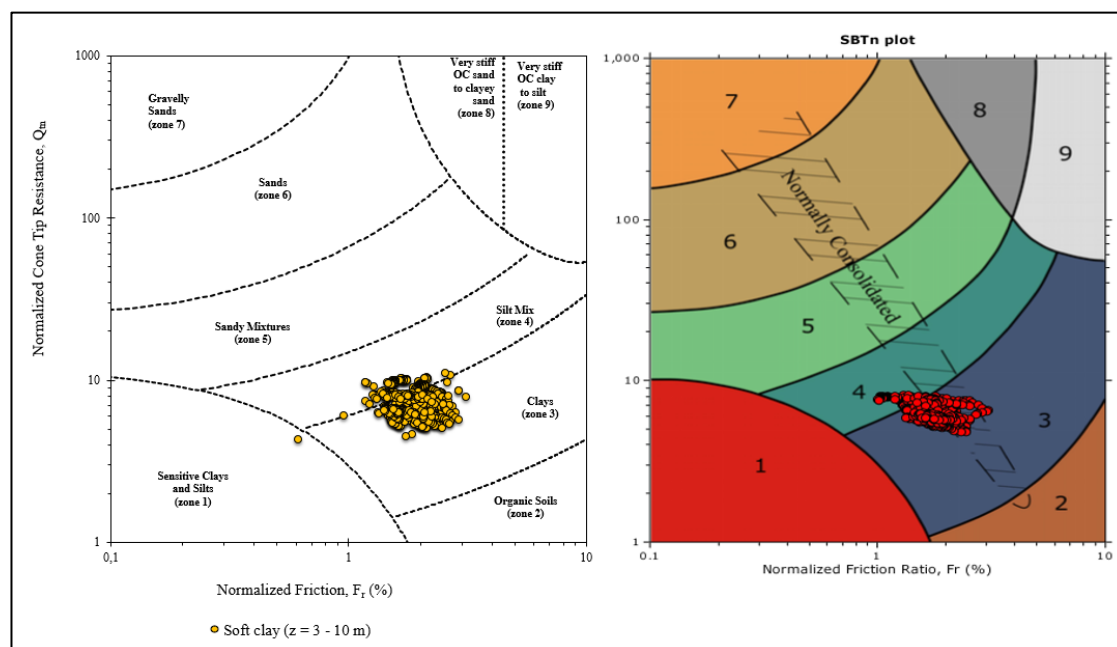 1000
100
10
1
0,1
1
10
Normalized Cone Tip Resistance, Qtn
Normalized Friction, Fr (%)
Gravelly
Sands
(zone 7)
Sands
(zone 6)
Very stiff
OC sand
to clayey
sand
(zone 8)
Very stiff
OC clay
to silt
(zone 9)
Sandy Mixtures
(zone 5)
Silt Mix
(zone 4)
Clays
(zone 3)
Sensitive Clays
and Silts
(zone 1)
Organic Soils
(zone 2)
Soft clay (z = 3 - 10 m)
SBTn plot
1,000
100
10
1
0.1
1
10
Normalized Friction Ratio, Fr (%)
7
8
9
6
5
4
3
1
2
Normally Consolidated